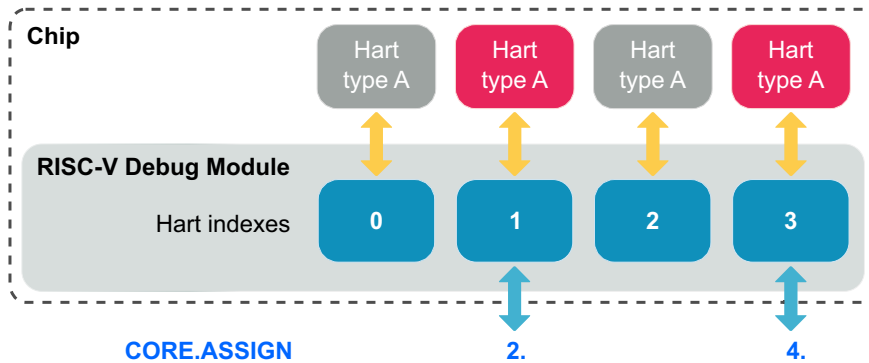 Chip
Hart type A
Hart type A
Hart type A
Hart type A
RISC-V Debug Module
Hart indexes 0 1 2 3
CORE.ASSIGN 2. 4.